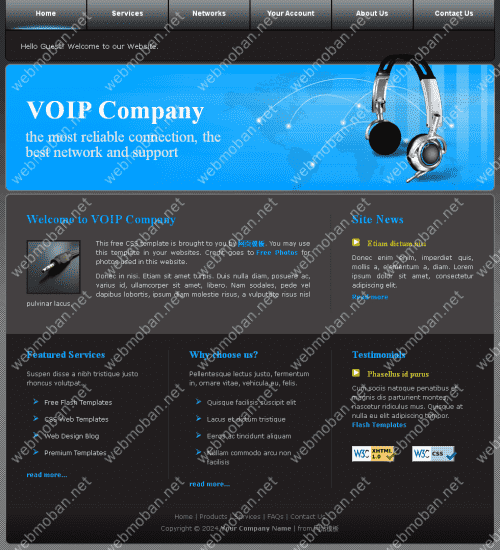 Home Services Networks Your Account About Us Contact Us
Hello Guest! Welcome to our Website.
VOIP Company
the most reliable connection, the
best network and support
Welcome to VOIP Company
This free CSS template is brought to you by 网页模板. You may use
this template in your websites. Credit goes to Free Photos for
photos used in this website.
Donec in nisi. Etiam sit amet turpis. Duis nulla diam, posuere ac,
varius id, ullamcorper sit amet, libero. Nam sodales, pede vel
dapibus lobortis, ipsum diam molestie risus, a vulputate risus nisl
pulvinar lacus.
Site News
Etiam dictum nisi
Donec enim enim, imperdiet quis,
mollis a, elementum a, diam. Lorem
ipsum dolor sit amet, consectetur
adipiscing elit.
Read more
Featured Services
Suspen disse a nibh tristique justo
rhoncus volutpat.
Free Flash Templates
CSS Web Templates
Web Design Blog
Premium Templates
read more...
Why choose us?
Pellentesque lectus justo, fermentum
in, ornare vitae, vehicula eu, felis.
Quisque facilisis suscipit elit
Lacus et dictum tristique
Eeros ac tincidunt aliquam
Nullam commodo arcu non
facilisis
read more...
Testimonials
Phasellus id purus
Cum sociis natoque penatibus et
magnis dis parturient montes,
nascetur ridiculus mus. Quisque at
nulla eu elit adipiscing tempor.
Flash Templates
W3C XHTML 1.0
W3C CSS
Home | Products | Services | FAQs | Contact Us
Copyright © 2024 Your Company Name | from 网页模板
webmoban.net